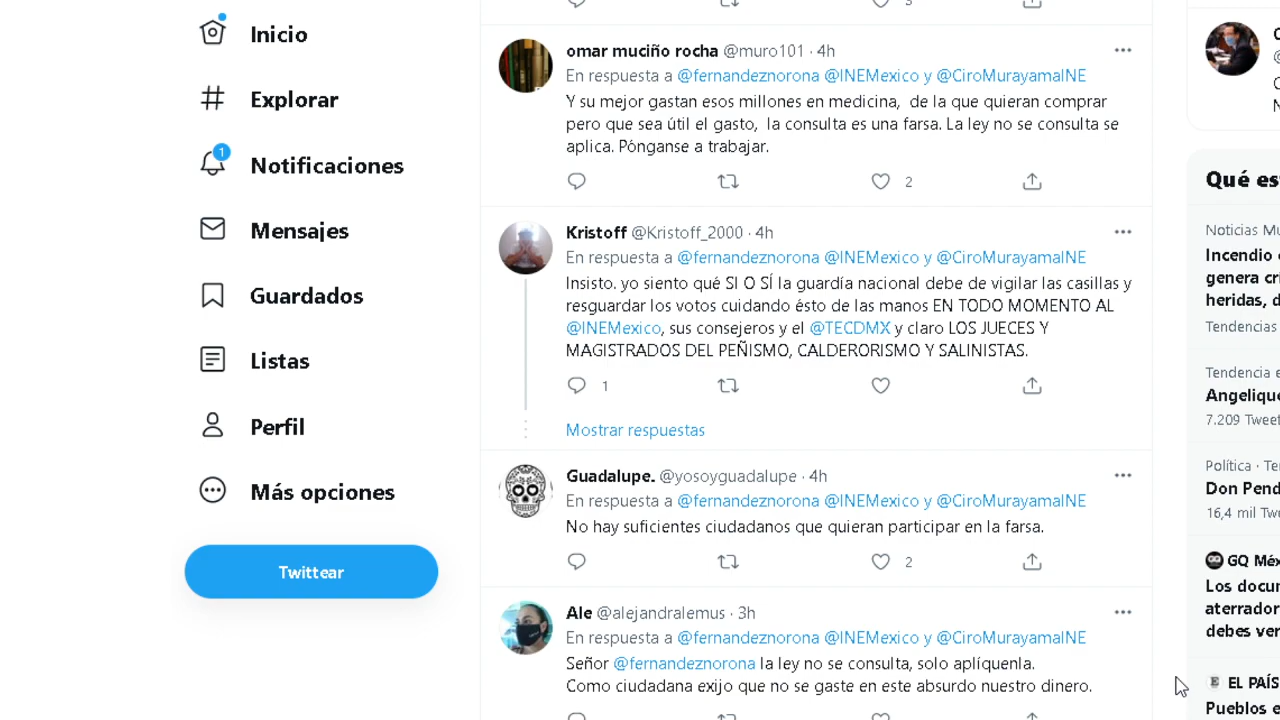 Inicio
Explorar
1
Notificaciones
Mensajes
Guardados
Listas
Perfil
Más opciones
Twittear
3
omar muciño rocha @muro101 · 4h
En respuesta a @fernandeznorona @INEMexico y @CiroMurayamaINE
Y su mejor gastan esos millones en medicina, de la que quieran comprar
pero que sea útil el gasto, la consulta es una farsa. La ley no se consulta se
aplica. Pónganse a trabajar.
2
Kristoff @Kristoff_2000 · 4h
En respuesta a @fernandeznorona @INEMexico y @CiroMurayamaINE
Insisto. yo siento qué SI O SÍ la guardía nacional debe de vigilar las casillas y
resguardar los votos cuidando ésto de las manos EN TODO MOMENTO AL
@INEMexico, sus consejeros y el @TECDMX y claro LOS JUECES Y
MAGISTRADOS DEL PEÑISMO, CALDERORISMO Y SALINISTAS.
1
Mostrar respuestas
Guadalupe. @yosoyguadalupe · 4h
En respuesta a @fernandeznorona @INEMexico y @CiroMurayamaINE
No hay suficientes ciudadanos que quieran participar en la farsa.
2
Ale @alejandralemus · 3h
En respuesta a @fernandeznorona @INEMexico y @CiroMurayamaINE
Señor @fernandeznorona la ley no se consulta, solo aplíquenla.
Como ciudadana exijo que no se gaste en este absurdo nuestro dinero.
Qué es
Noticias Mu
Incendio
genera cri
heridas, d
Tendencias
Tendencia e
Angelique
7.209 Tweet
Política · Te
Don Pend
16,4 mil Tw
GQ Méx
Los docu
aterrador
debes ver
EL PAÍS
Pueblos e